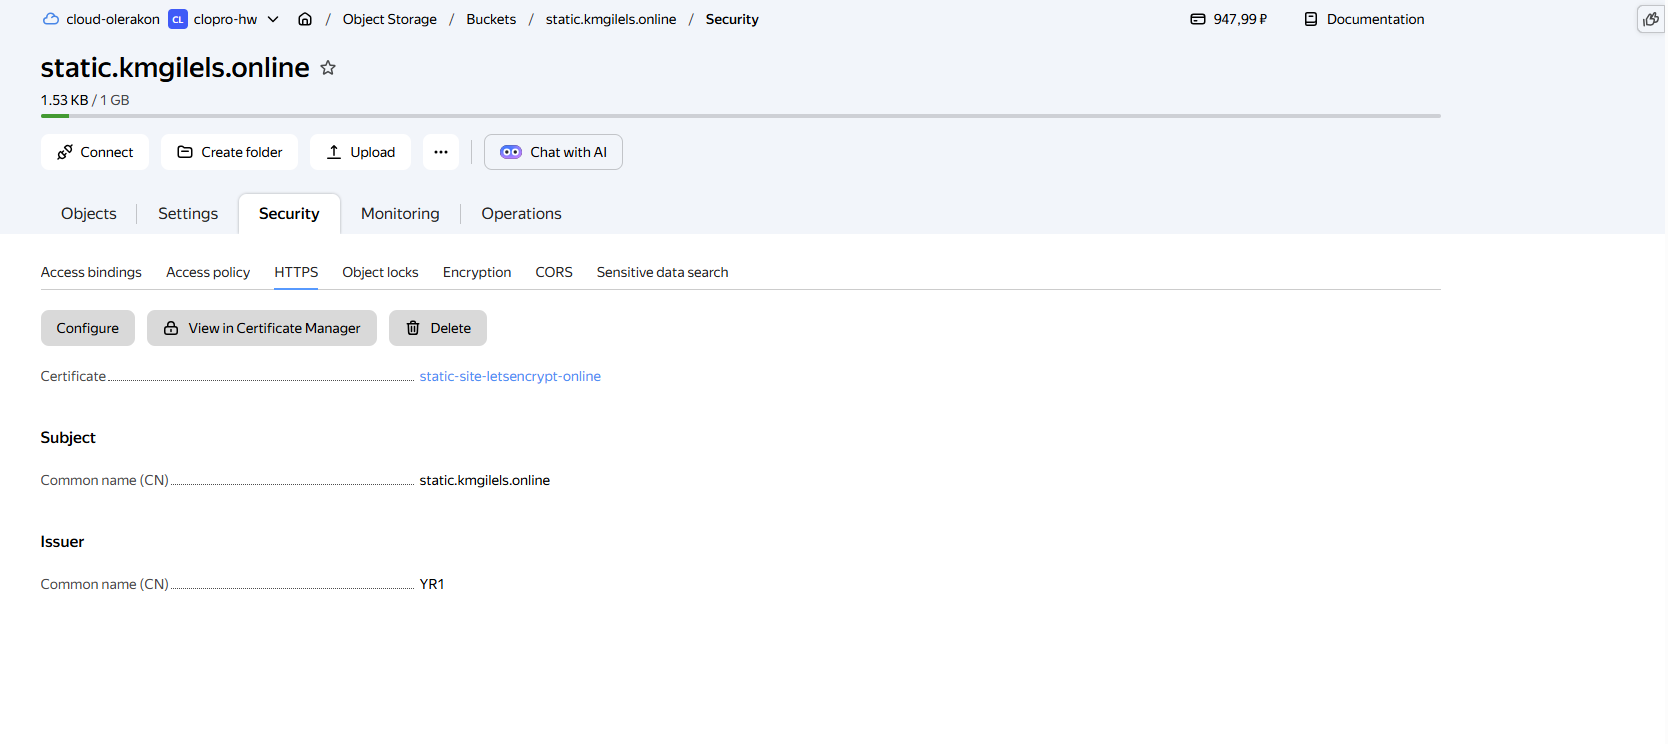 cloud-olerakon CL clopro-hw / Object Storage / Buckets / static.kmgilels.online / Security 947,99 ₽ Documentation
static.kmgilels.online
1.53 KB / 1 GB
Connect Create folder Upload ... Chat with AI
Objects Settings Security Monitoring Operations
Access bindings Access policy HTTPS Object locks Encryption CORS Sensitive data search
Configure View in Certificate Manager Delete
Certificate static-site-letsencrypt-online
Subject
Common name (CN) static.kmgilels.online
Issuer
Common name (CN) YR1